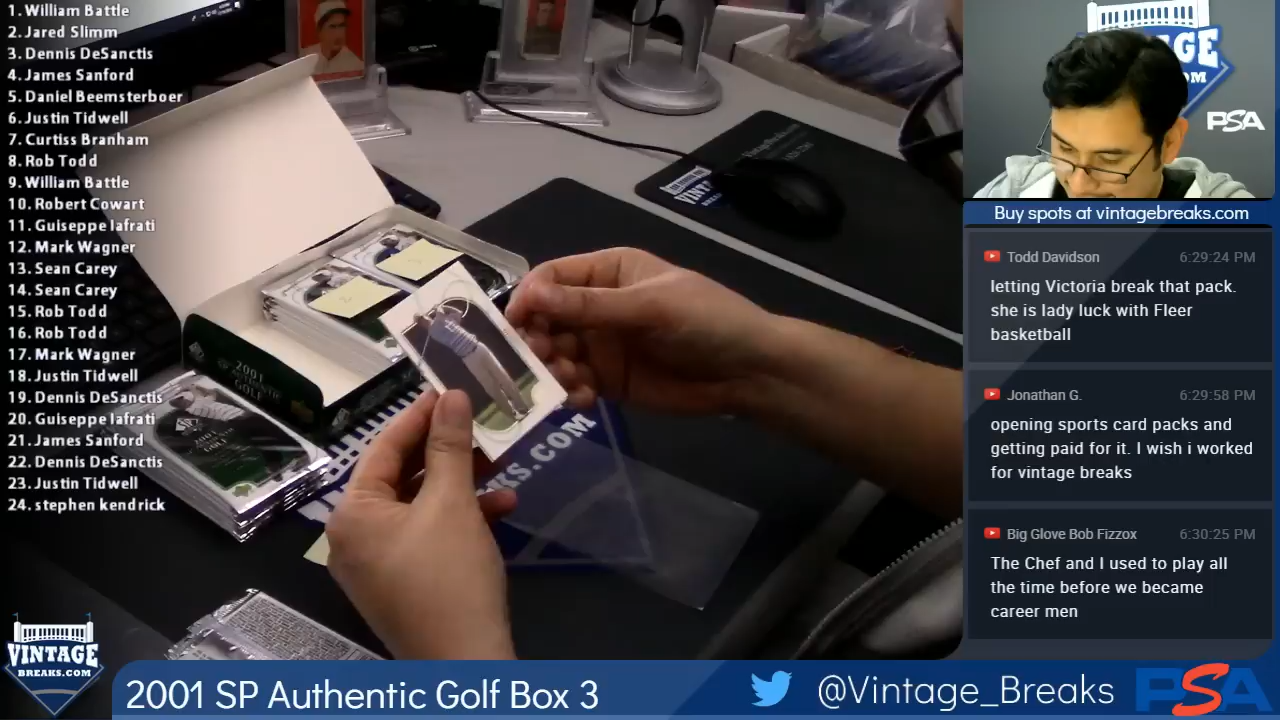 1. William Battle
2. Jared Slimm
3. Dennis DeSanctis
4. James Sanford
5. Daniel Beemsterboer
6. Justin Tidwell
7. Curtiss Branham
8. Rob Todd
9. William Battle
10. Robert Cowart
11. Guiseppe Iafrati
12. Mark Wagner
13. Sean Carey
14. Sean Carey
15. Rob Todd
16. Rob Todd
17. Mark Wagner
18. Justin Tidwell
19. Dennis DeSanctis
20. Guiseppe Iafrati
21. James Sanford
22. Dennis DeSanctis
23. Justin Tidwell
24. stephen kendrick
2001
AUTHENTIC
GOLF
2001
GOLF
KS.COM
VINTAGE
BREAKS.COM
2001 SP Authentic Golf Box 3
@Vintage_Breaks
PSA
PSA
Buy spots at vintagebreaks.com
Todd Davidson 6:29:24 PM
letting Victoria break that pack.
she is lady luck with Fleer
basketball
Jonathan G. 6:29:58 PM
opening sports card packs and
getting paid for it. I wish i worked
for vintage breaks
Big Glove Bob Fizzox 6:30:25 PM
The Chef and I used to play all
the time before we became
career men